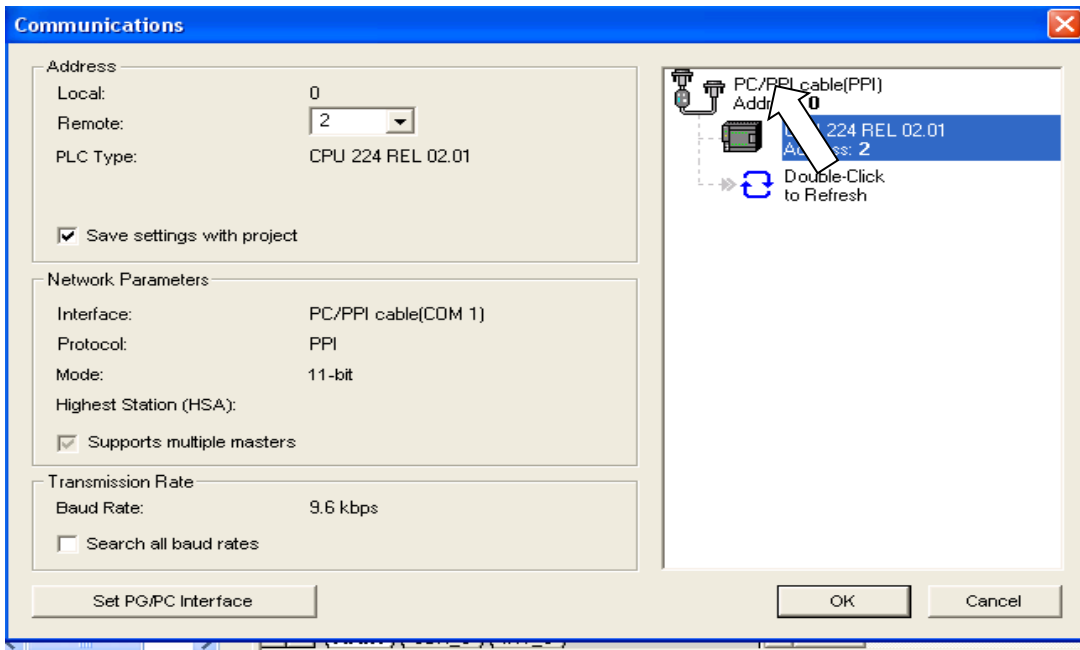 Communications
Address
Local: 0
Remote: 2
PLC Type: CPU 224 REL 02.01
Save settings with project
Network Parameters
Interface: PC/PPI cable(COM 1)
Protocol: PPI
Mode: 11-bit
Highest Station (HSA):
Supports multiple masters
Transmission Rate
Baud Rate: 9.6 kbps
Search all baud rates
Set PG/PC Interface
PC/PPI cable(PPI)
0
224 REL 02.01
2
Double-Click
to Refresh
OK Cancel